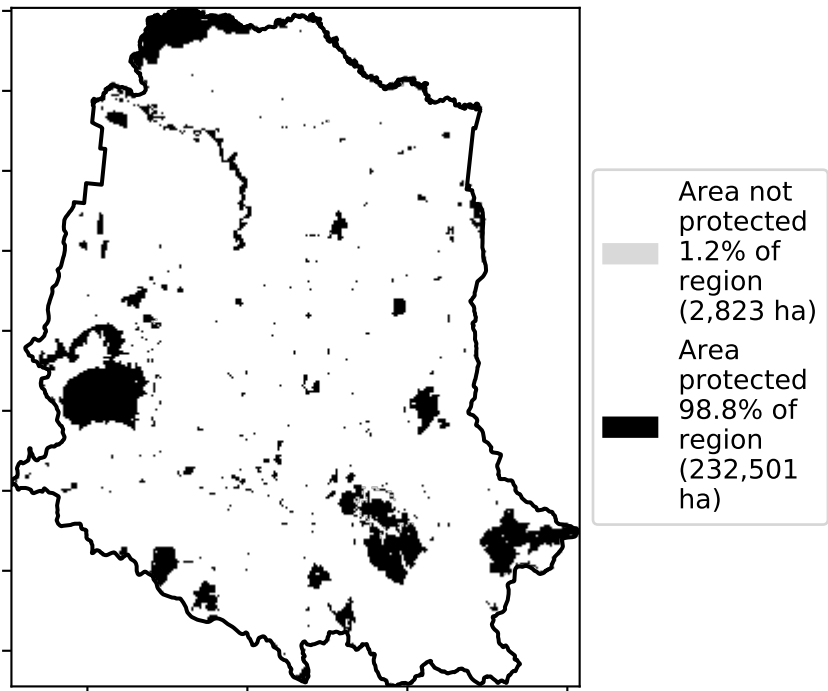 Area not
protected
1.2% of
region
(2,823 ha)
Area
protected
98.8% of
region
(232,501
ha)